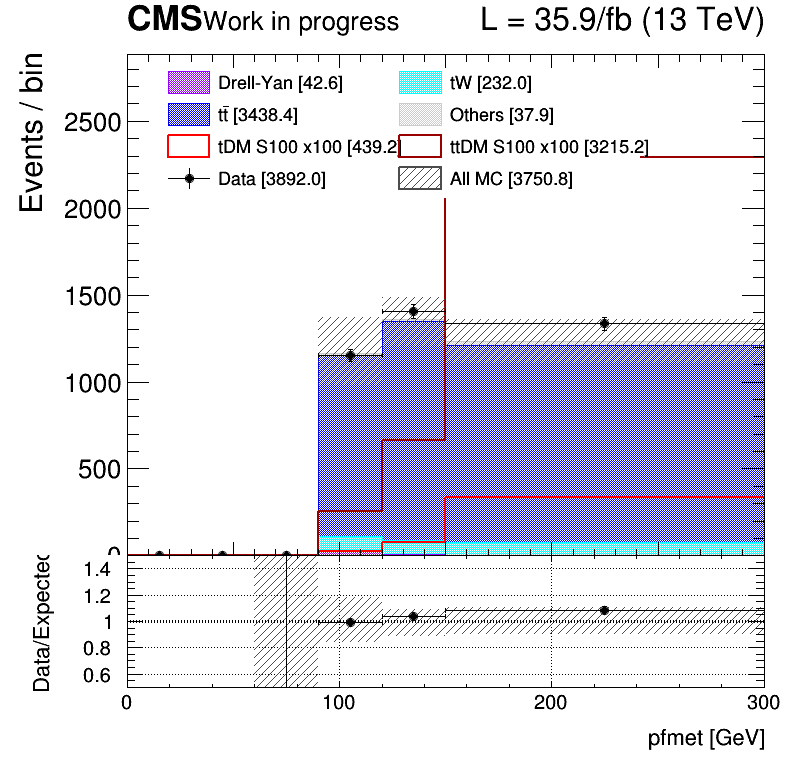 CMS Work in progress L = 35.9/fb (13 TeV)
Events / bin
Drell-Yan [42.6] tW [232.0]
tt̄ [3438.4] Others [37.9]
tDM S100 x100 [439.2] ttDM S100 x100 [3215.2]
Data [3892.0] All MC [3750.8]
2500
2000
1500
1000
500
0
Data/Expected
1.4
1.2
1
0.8
0.6
0 100 200 300
pfmet [GeV]